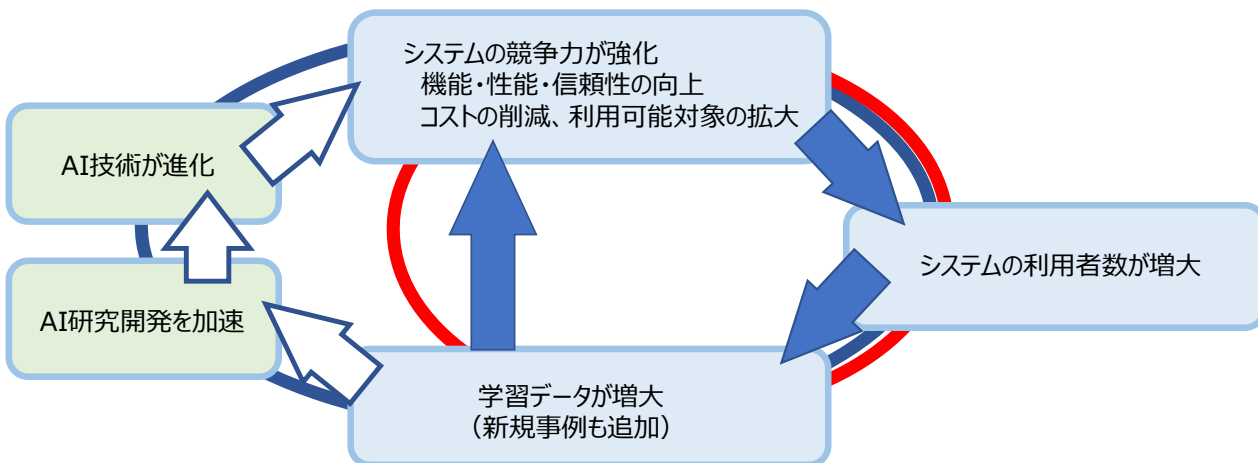 システムの競争力が強化
機能・性能・信頼性の向上
コストの削減、利用可能対象の拡大
AI技術が進化
システムの利用者数が増大
AI研究開発を加速
学習データが増大
（新規事例も追加）